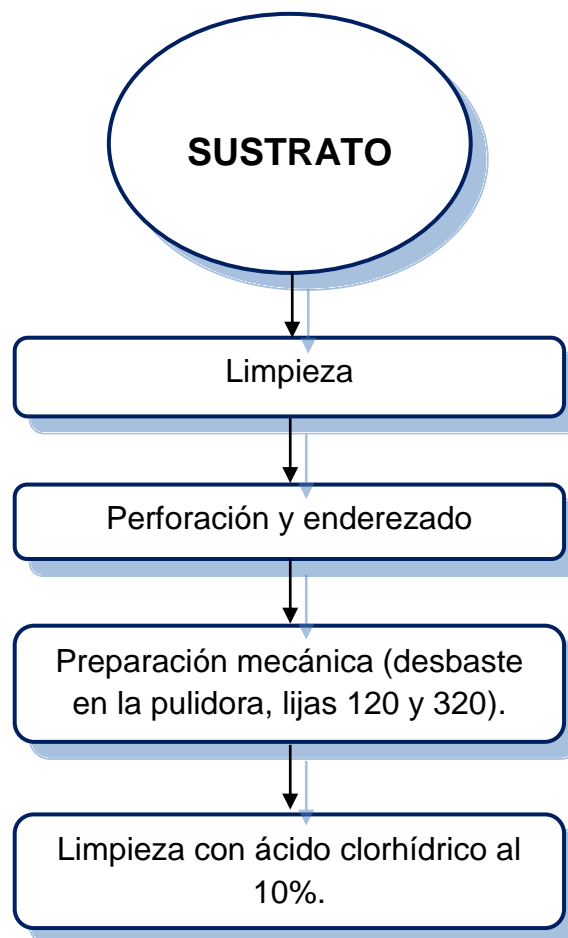 SUSTRATO
Limpieza
Perforación y enderezado
Preparación mecánica (desbaste
en la pulidora, lijas 120 y 320).
Limpieza con ácido clorhídrico al
10%.